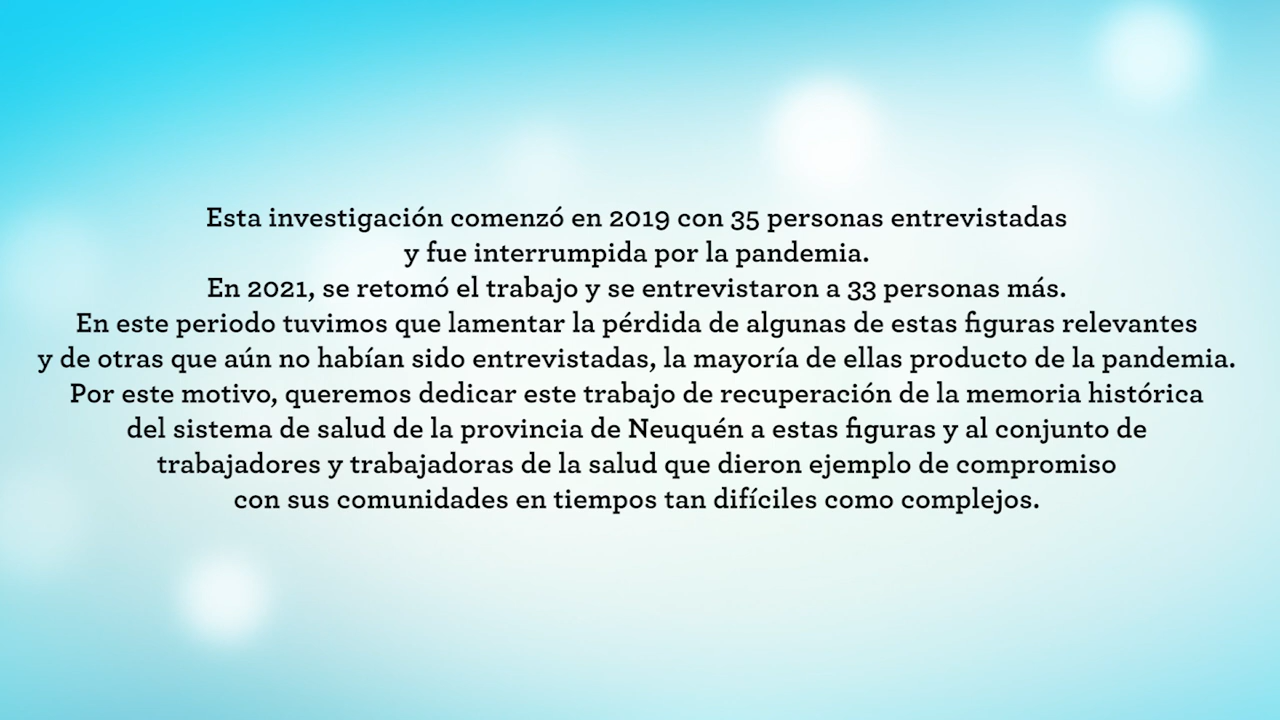 Esta investigación comenzó en 2019 con 35 personas entrevistadas
y fue interrumpida por la pandemia.
En 2021, se retomó el trabajo y se entrevistaron a 33 personas más.
En este periodo tuvimos que lamentar la pérdida de algunas de estas figuras relevantes
y de otras que aún no habían sido entrevistadas, la mayoría de ellas producto de la pandemia.
Por este motivo, queremos dedicar este trabajo de recuperación de la memoria histórica
del sistema de salud de la provincia de Neuquén a estas figuras y al conjunto de
trabajadores y trabajadoras de la salud que dieron ejemplo de compromiso
con sus comunidades en tiempos tan difíciles como complejos.